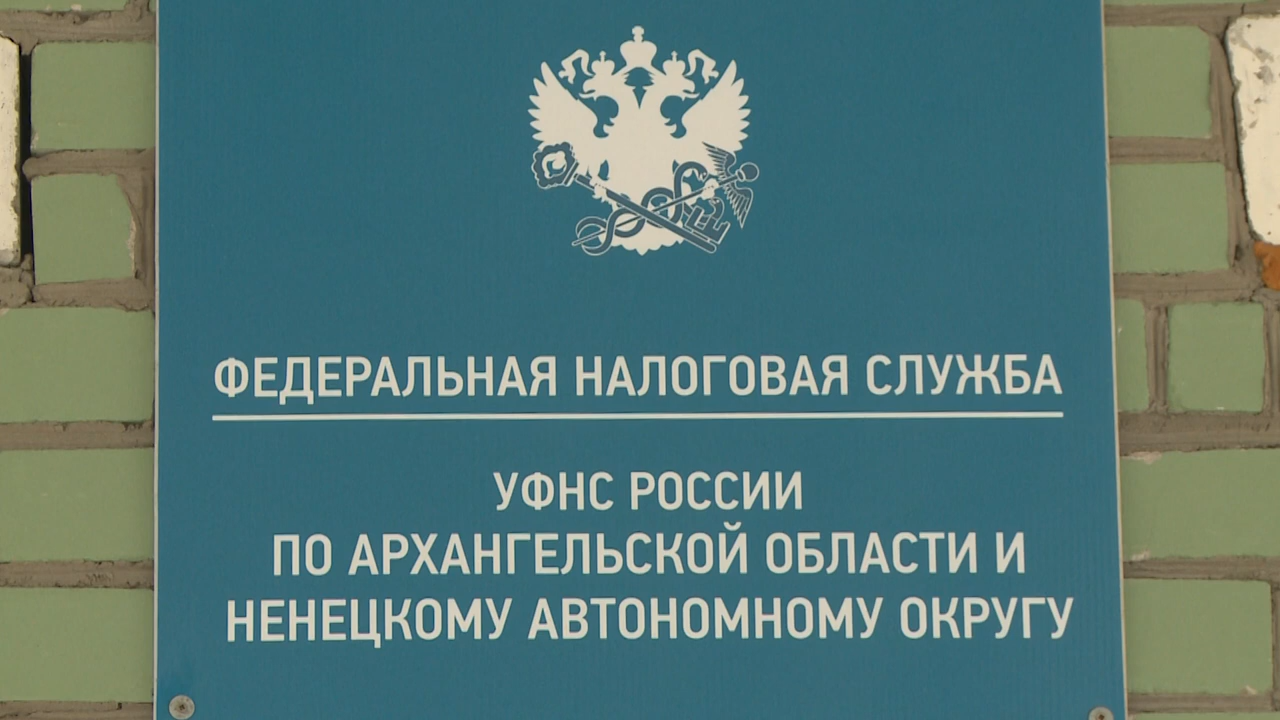 ФЕДЕРАЛЬНАЯ НАЛОГОВАЯ СЛУЖБА
УФНС РОССИИ
ПО АРХАНГЕЛЬСКОЙ ОБЛАСТИ И
НЕНЕЦКОМУ АВТОНОМНОМУ ОКРУГУ